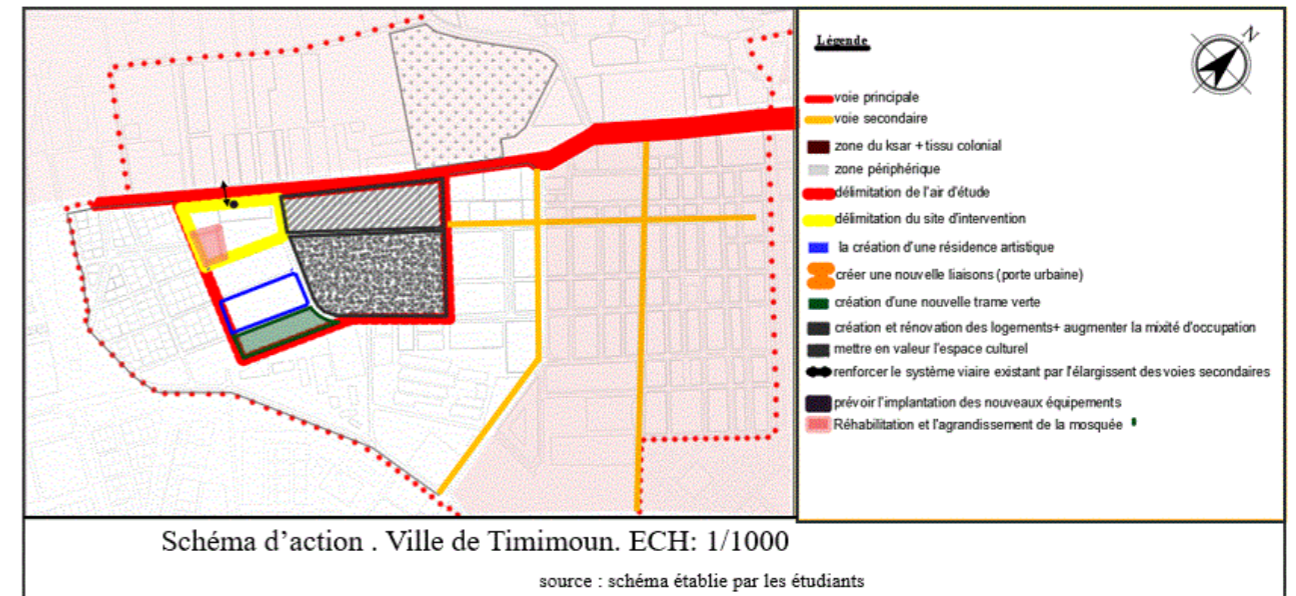 Légende
N
voie principale
voie secondaire
zone du ksar + tissu colonial
zone périphérique
délimitation de l'air d'étude
délimitation du site d'intervention
la création d'une résidence artistique
créer une nouvelle liaisons (porte urbaine)
création d'une nouvelle trame verte
création et rénovation des logements+ augmenter la mixité d'occupation
mettre en valeur l'espace culturel
renforcer le système viaire existant par l'élargissent des voies secondaires
prévoir l'implantation des nouveaux équipements
Réhabilitation et l'agrandissement de la mosquée
Schéma d'action . Ville de Timimoun. ECH: 1/1000
source : schéma établie par les étudiants